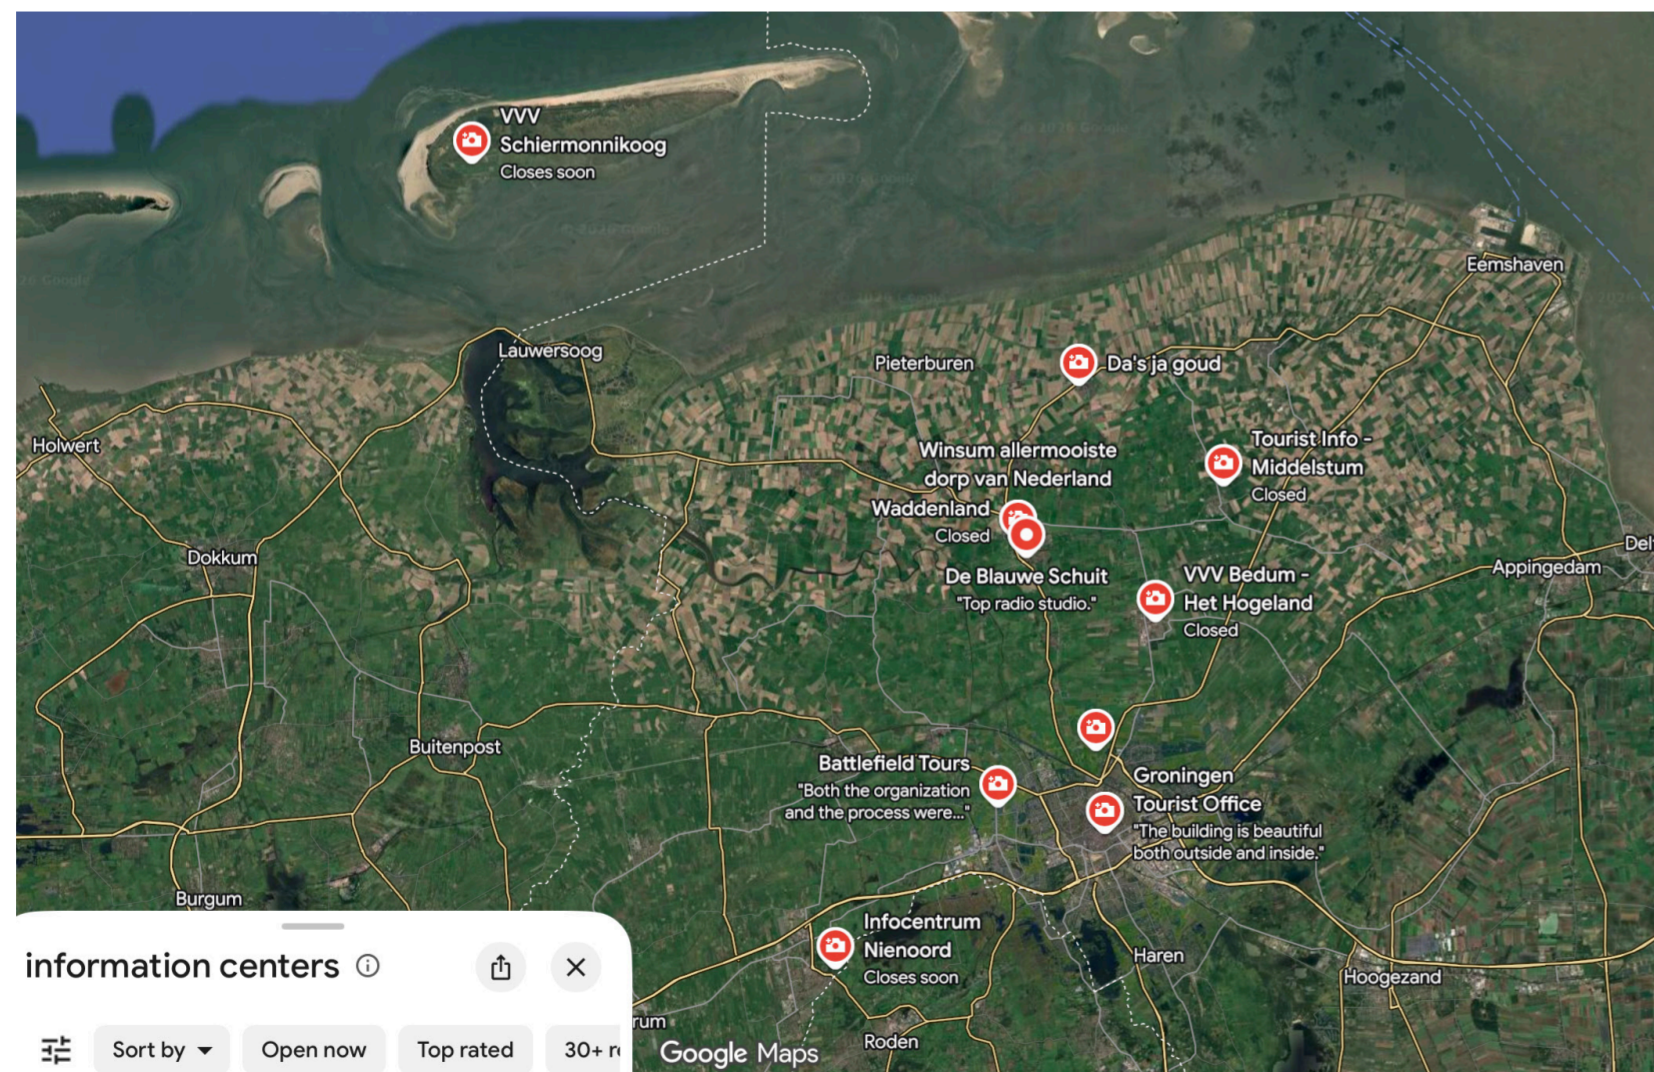 VVV
Schiermonnikoog
Closes soon
Eemshaven
Lauwersoog
Pieterburen
Da's ja goud
Holwert
Winsum allermooiste
dorp van Nederland
Tourist Info -
Middelstum
Closed
Waddenland
Closed
Dokkum
De Blauwe Schuit
"Top radio studio."
VVV Bedum -
Het Hogeland
Closed
Appingedam
Buitenpost
Battlefield Tours
"Both the organization
and the process were..."
Groningen
Tourist Office
"The building is beautiful
both outside and inside."
Burgum
Infocentrum
Nienoord
Closes soon
Haren
Hoogezand
Roden
Google Maps
information centers
Sort by
Open now
Top rated
30+